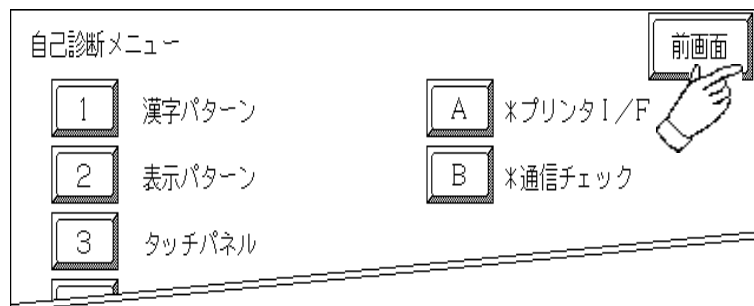 自己診断メニュー
前画面
1 漢字パターン
A *プリンタI/F
2 表示パターン
B *通信チェック
3 タッチパネル